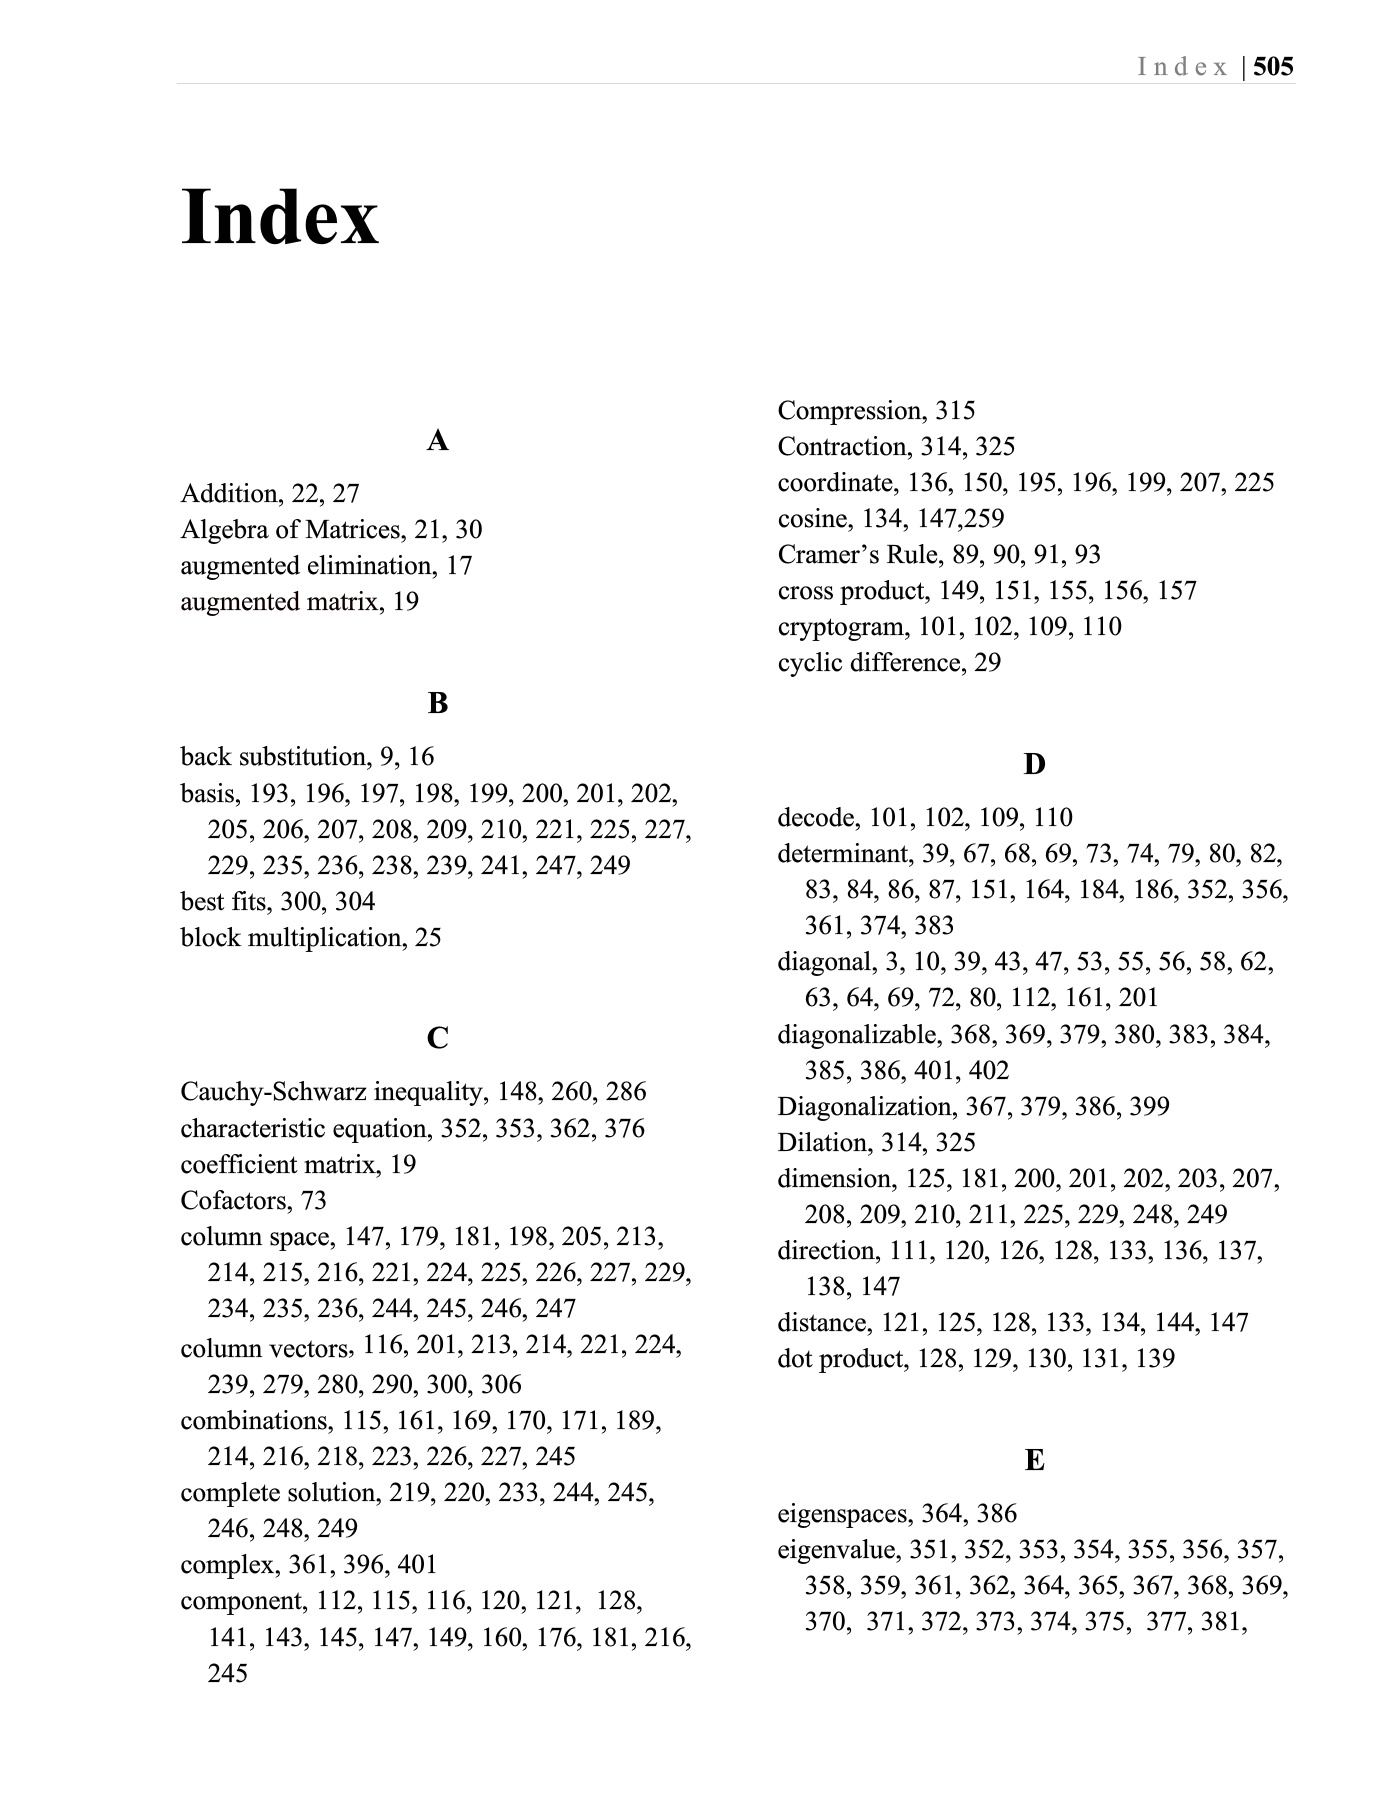 Index | 505
Index
A
Addition, 22, 27
Algebra of Matrices, 21, 30
augmented elimination, 17
augmented matrix, 19
B
back substitution, 9, 16
basis, 193, 196, 197, 198, 199, 200, 201, 202,
205, 206, 207, 208, 209, 210, 221, 225, 227,
229, 235, 236, 238, 239, 241, 247, 249
best fits, 300, 304
block multiplication, 25
C
Cauchy-Schwarz inequality, 148, 260, 286
characteristic equation, 352, 353, 362, 376
coefficient matrix, 19
Cofactors, 73
column space, 147, 179, 181, 198, 205, 213,
214, 215, 216, 221, 224, 225, 226, 227, 229,
234, 235, 236, 244, 245, 246, 247
column vectors, 116, 201, 213, 214, 221, 224,
239, 279, 280, 290, 300, 306
combinations, 115, 161, 169, 170, 171, 189,
214, 216, 218, 223, 226, 227, 245
complete solution, 219, 220, 233, 244, 245,
246, 248, 249
complex, 361, 396, 401
component, 112, 115, 116, 120, 121,  128,
141, 143, 145, 147, 149, 160, 176, 181, 216,
245
Compression, 315
Contraction, 314, 325
coordinate, 136, 150, 195, 196, 199, 207, 225
cosine, 134, 147,259
Cramer’s Rule, 89, 90, 91, 93
cross product, 149, 151, 155, 156, 157
cryptogram, 101, 102, 109, 110
cyclic difference, 29
D
decode, 101, 102, 109, 110
determinant, 39, 67, 68, 69, 73, 74, 79, 80, 82,
83, 84, 86, 87, 151, 164, 184, 186, 352, 356,
361, 374, 383
diagonal, 3, 10, 39, 43, 47, 53, 55, 56, 58, 62,
63, 64, 69, 72, 80, 112, 161, 201
diagonalizable, 368, 369, 379, 380, 383, 384,
385, 386, 401, 402
Diagonalization, 367, 379, 386, 399
Dilation, 314, 325
dimension, 125, 181, 200, 201, 202, 203, 207,
208, 209, 210, 211, 225, 229, 248, 249
direction, 111, 120, 126, 128, 133, 136, 137,
138, 147
distance, 121, 125, 128, 133, 134, 144, 147
dot product, 128, 129, 130, 131, 139
E
eigenspaces, 364, 386
eigenvalue, 351, 352, 353, 354, 355, 356, 357,
358, 359, 361, 362, 364, 365, 367, 368, 369,
370,  371, 372, 373, 374, 375,  377, 381,